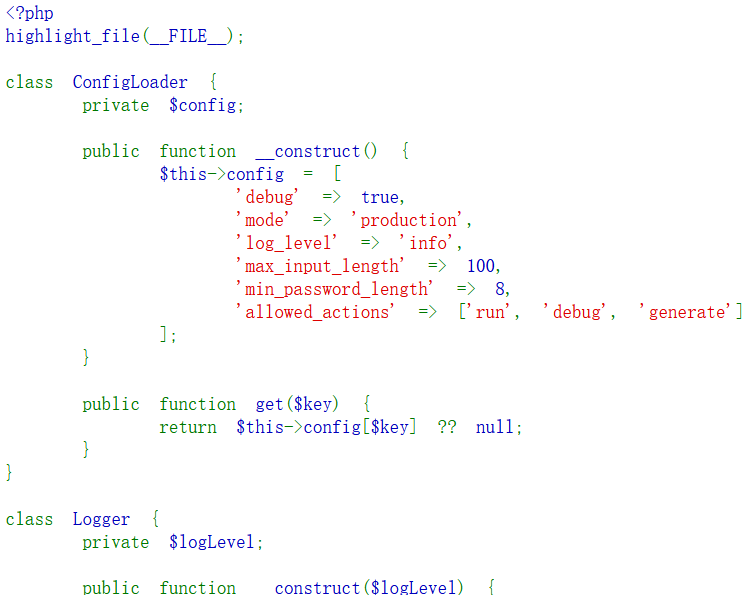 <?php
highlight_file(__FILE__);
class ConfigLoader {
private $config;
public function __construct() {
$this->config = [
'debug' => true,
'mode' => 'production',
'log_level' => 'info',
'max_input_length' => 100,
'min_password_length' => 8,
'allowed_actions' => ['run', 'debug', 'generate']
];
}
public function get($key) {
return $this->config[$key] ?? null;
}
}
class Logger {
private $logLevel;
public function __construct($logLevel) {